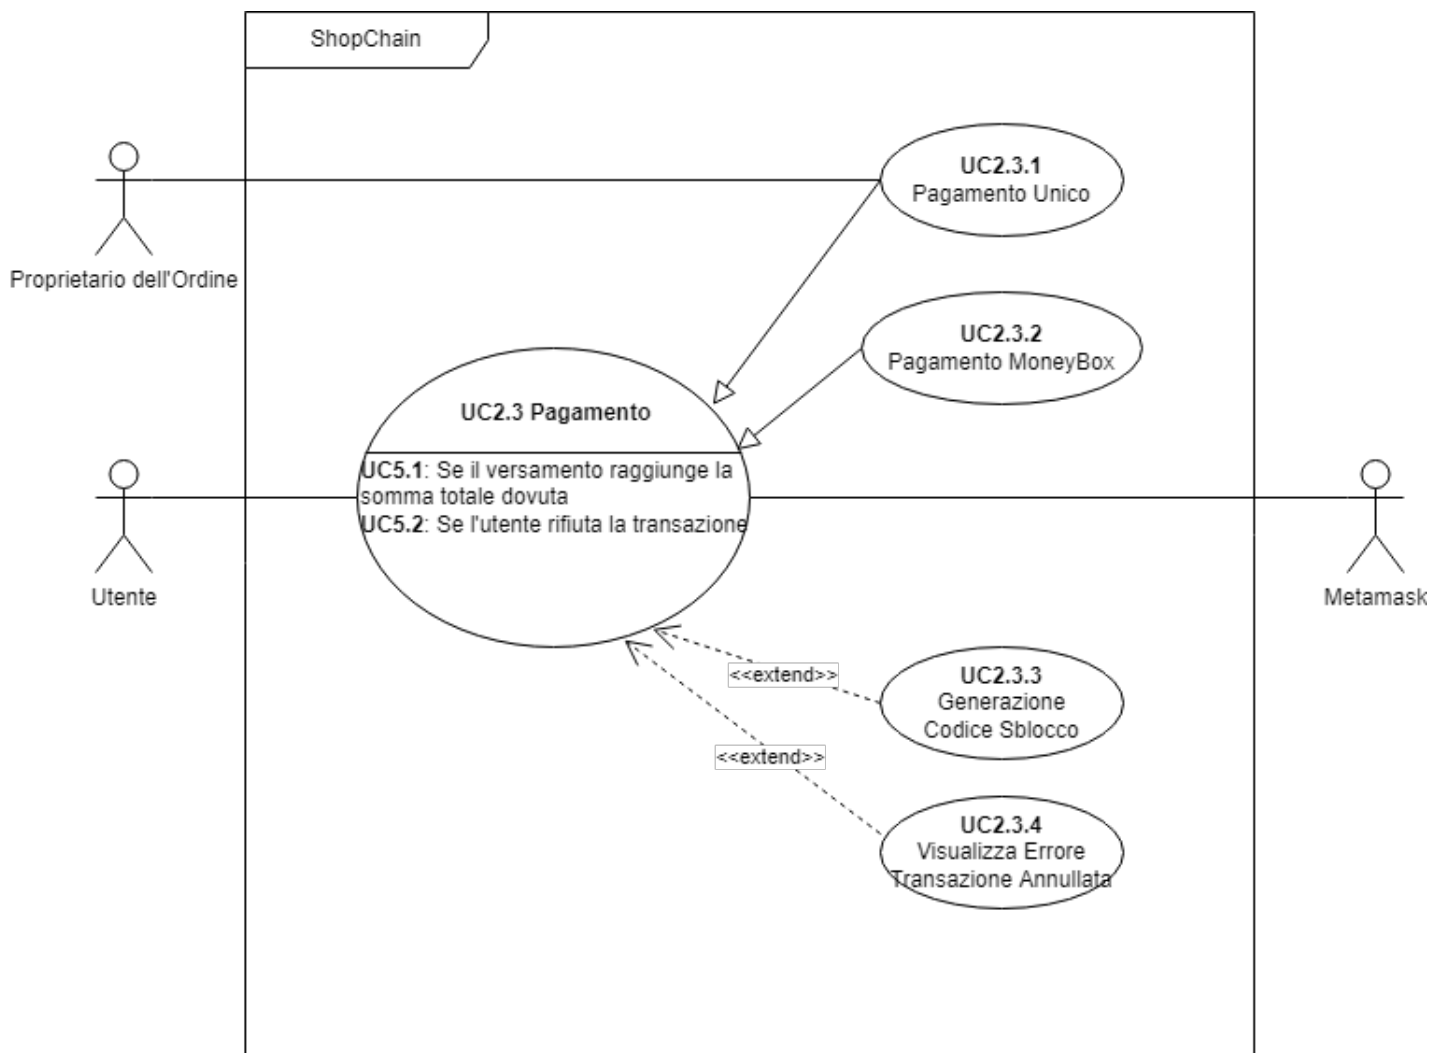 ShopChain
UC2.3.1
Pagamento Unico
Proprietario dell'Ordine
UC2.3.2
Pagamento MoneyBox
UC2.3 Pagamento
UC5.1: Se il versamento raggiunge la
somma totale dovuta
UC5.2: Se l'utente rifiuta la transazione
Utente
Metamask
<<extend>>
UC2.3.3
Generazione
Codice Sblocco
<<extend>>
UC2.3.4
Visualizza Errore
Transazione Annullata